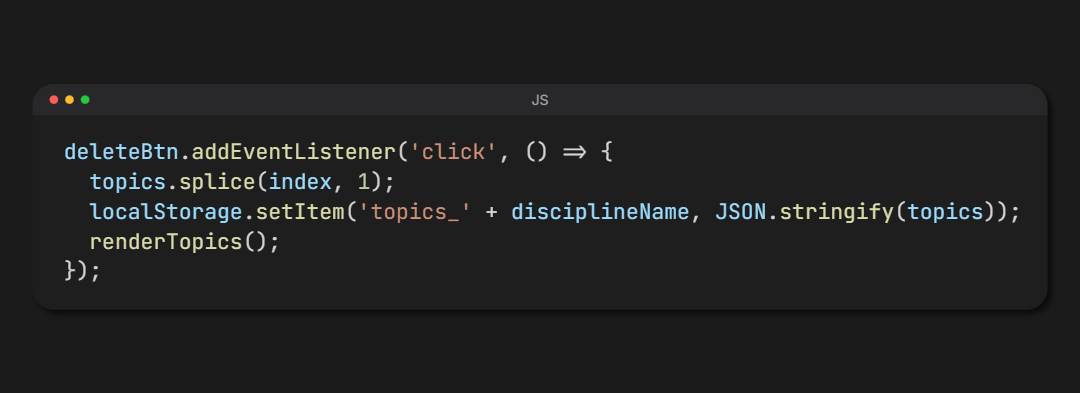 JS
deleteBtn.addEventListener('click', () => {
  topics.splice(index, 1);
  localStorage.setItem('topics_' + disciplineName, JSON.stringify(topics));
  renderTopics();
});